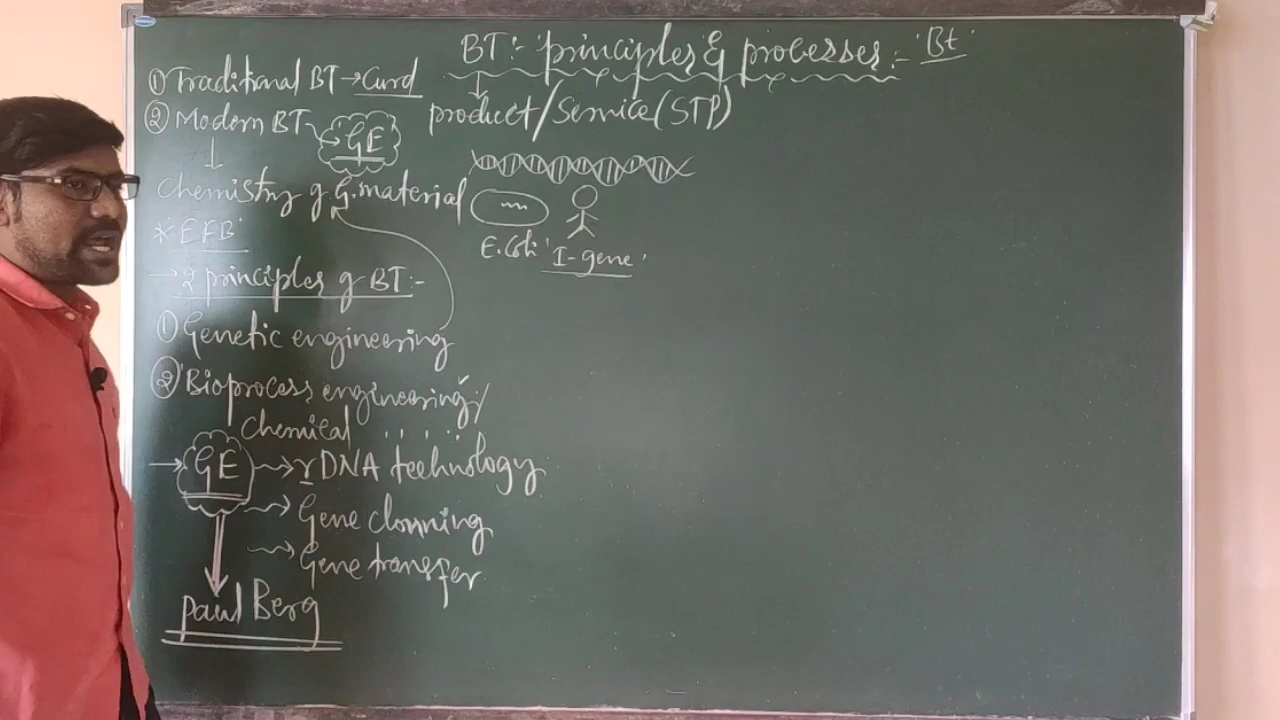 BT:- 'principles & processes:- 'Bt'
① Traditional BT → Curd
② Modern BT → GE
product/Service (STP)
Chemistry of G.material
* EFB
E.Coli 'I-gene'
→ 2 principles of BT:-
① Genetic engineering
② Bioprocess engineering/
Chemical " "
→ GE → rDNA technology
→ Gene clonning
→ Gene transfer
Paul Berg